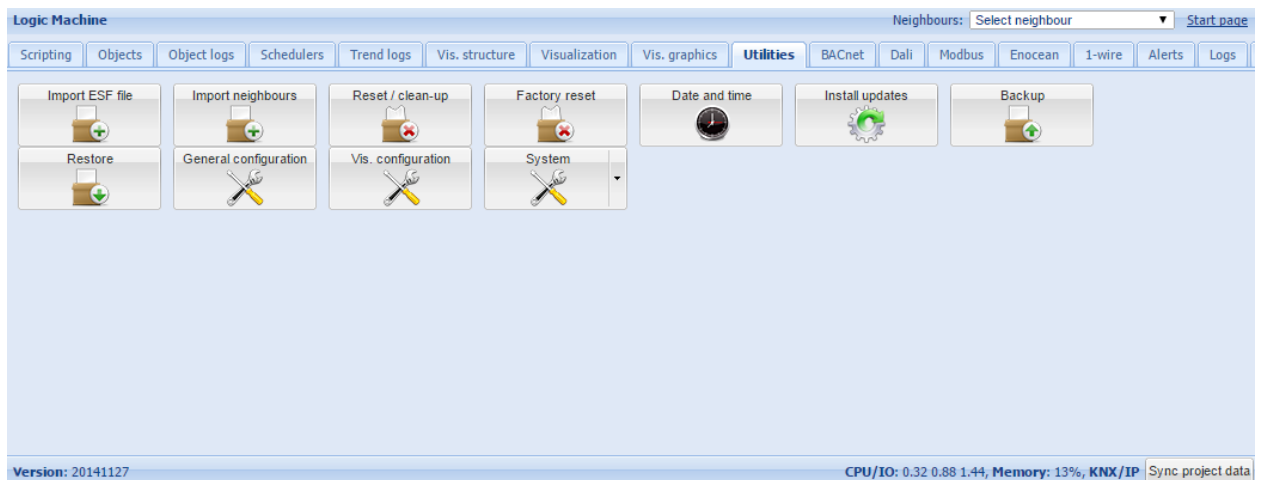 Logic Machine Neighbours: Select neighbour Start page
Scripting Objects Object logs Schedulers Trend logs Vis. structure Visualization Vis. graphics Utilities BACnet Dali Modbus Enocean 1-wire Alerts Logs
Import ESF file Import neighbours Reset / clean-up Factory reset Date and time Install updates Backup
Restore General configuration Vis. configuration System
Version: 20141127 CPU/IO: 0.32 0.88 1.44, Memory: 13%, KNX/IP Sync project data